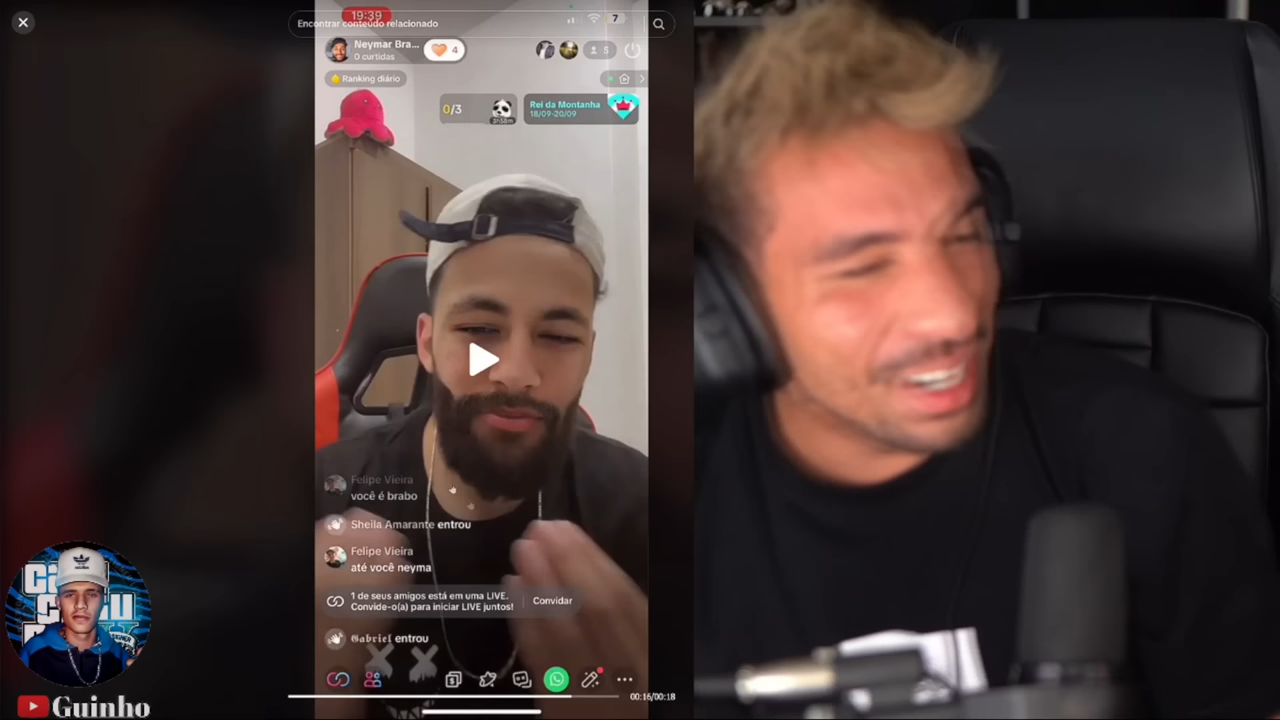 19:39
Encontrar conteúdo relacionado
7
Neymar Bra...
0 curtidas
4
5
Ranking diário
0/3
3h58m
Rei da Montanha
18/09-20/09
Felipe Vieira
você é brabo
Sheila Amarante entrou
Felipe Vieira
até você neyma
1 de seus amigos está em uma LIVE.
Convide-o(a) para iniciar LIVE juntos!
Convidar
Gabriel entrou
00:16/00:18
Guinho